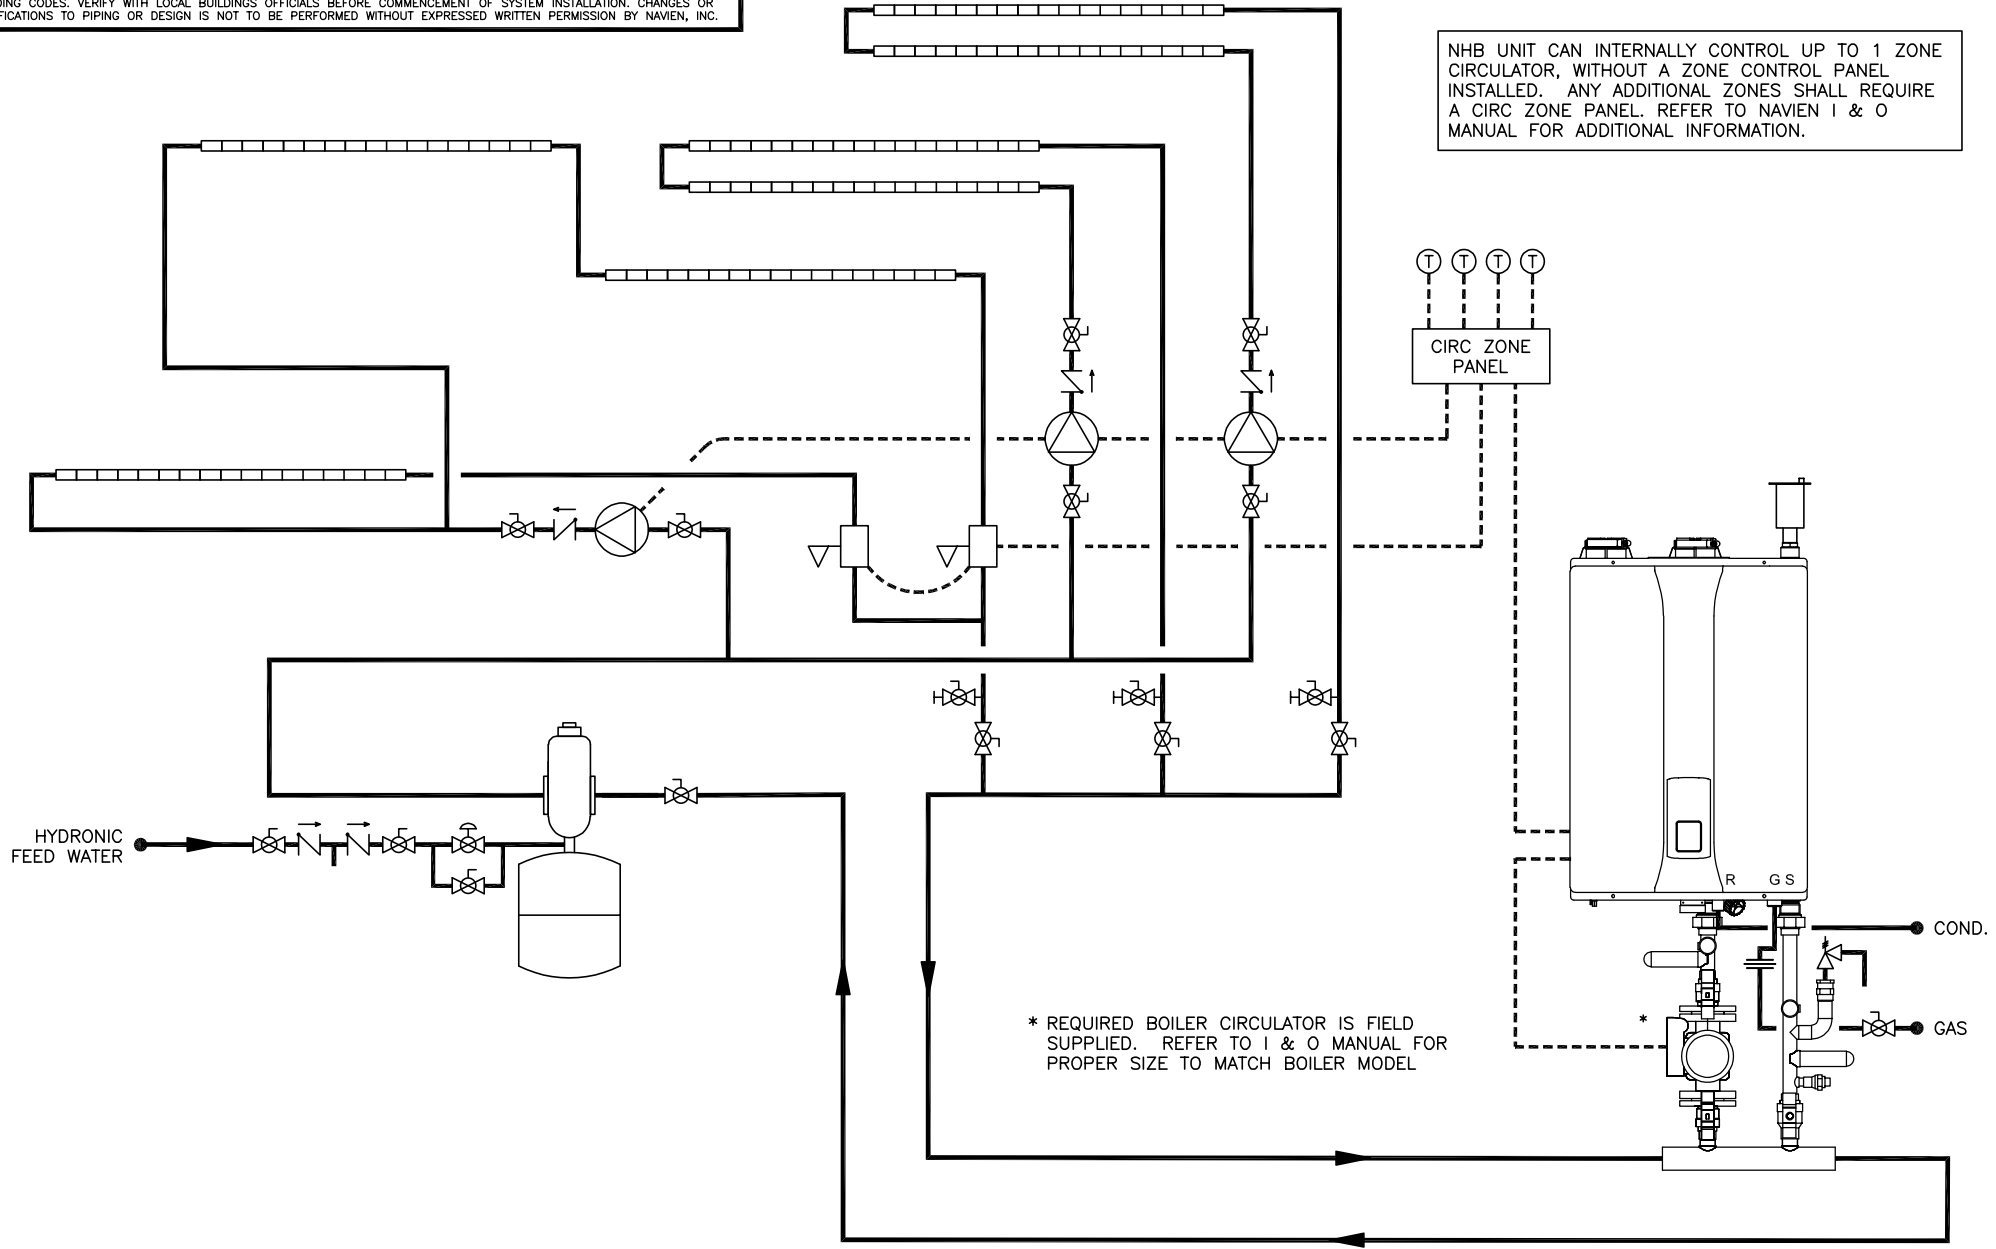 DING CODES. VERIFY WITH LOCAL BUILDINGS OFFICIALS BEFORE COMMENCEMENT OF SYSTEM INSTALLATION. CHANGES OR
FICATIONS TO PIPING OR DESIGN IS NOT TO BE PERFORMED WITHOUT EXPRESSED WRITTEN PERMISSION BY NAVIEN, INC.
NHB UNIT CAN INTERNALLY CONTROL UP TO 1 ZONE
CIRCULATOR, WITHOUT A ZONE CONTROL PANEL
INSTALLED. ANY ADDITIONAL ZONES SHALL REQUIRE
A CIRC ZONE PANEL. REFER TO NAVIEN I & O
MANUAL FOR ADDITIONAL INFORMATION.
T T T T
CIRC ZONE
PANEL
HYDRONIC
FEED WATER
R G S
COND.
* REQUIRED BOILER CIRCULATOR IS FIELD
SUPPLIED. REFER TO I & O MANUAL FOR
PROPER SIZE TO MATCH BOILER MODEL
*
GAS